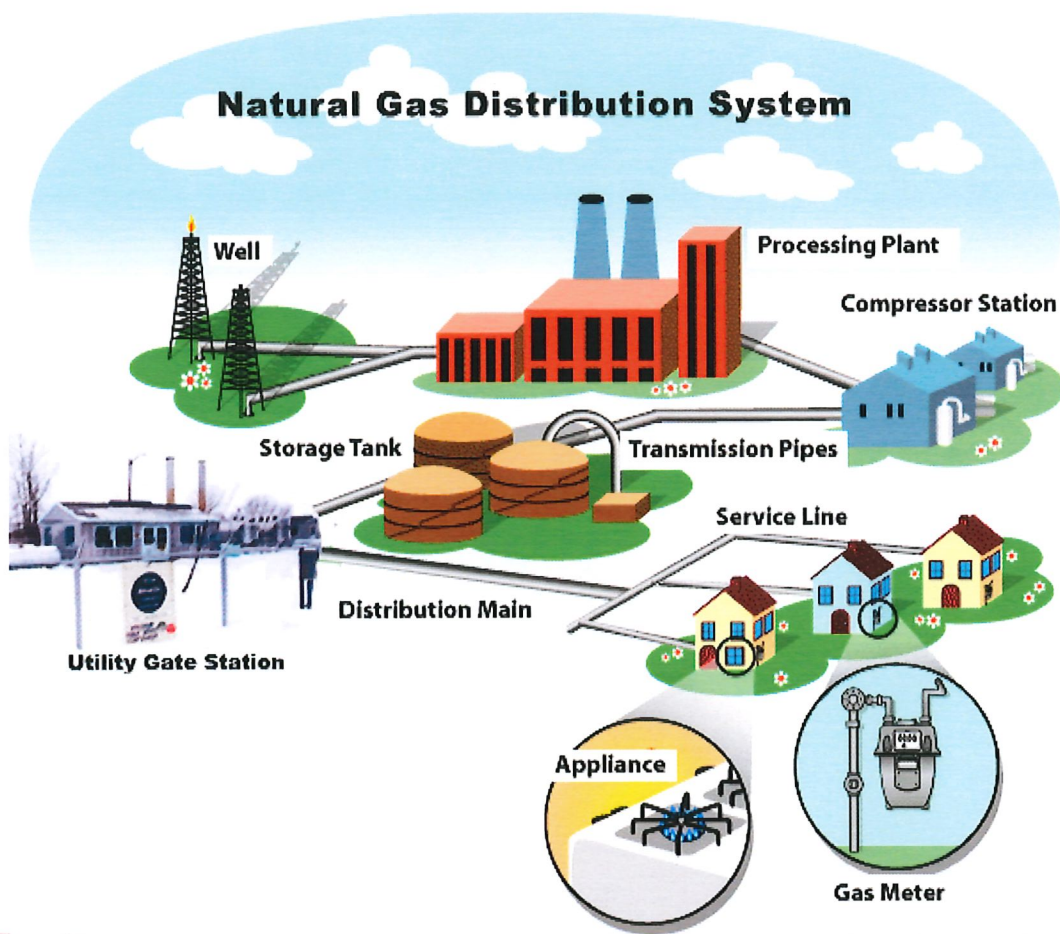 Natural Gas Distribution System
Well
Processing Plant
Compressor Station
Storage Tank
Transmission Pipes
Service Line
Distribution Main
Utility Gate Station
Appliance
Gas Meter